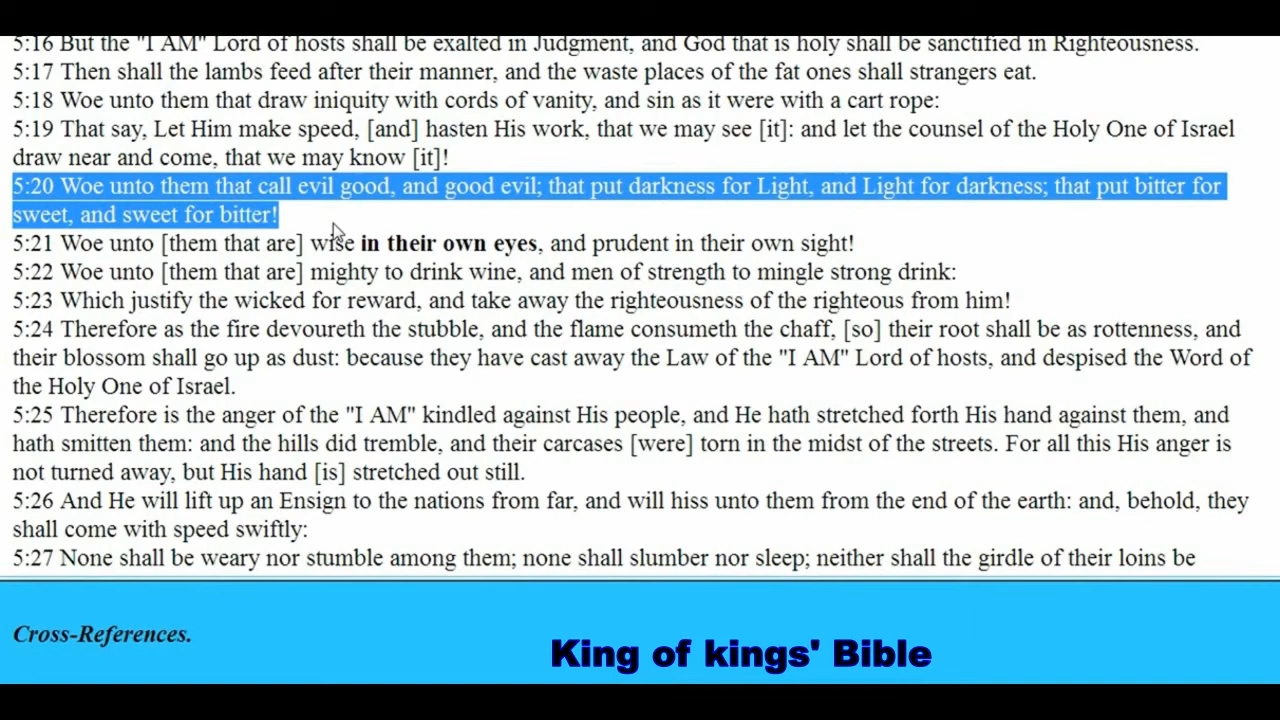 5:16 But the "I AM" Lord of hosts shall be exalted in Judgment, and God that is holy shall be sanctified in Righteousness.
5:17 Then shall the lambs feed after their manner, and the waste places of the fat ones shall strangers eat.
5:18 Woe unto them that draw iniquity with cords of vanity, and sin as it were with a cart rope:
5:19 That say, Let Him make speed, [and] hasten His work, that we may see [it]: and let the counsel of the Holy One of Israel
draw near and come, that we may know [it]!
5:20 Woe unto them that call evil good, and good evil; that put darkness for Light, and Light for darkness; that put bitter for
sweet, and sweet for bitter!
5:21 Woe unto [them that are] wise in their own eyes, and prudent in their own sight!
5:22 Woe unto [them that are] mighty to drink wine, and men of strength to mingle strong drink:
5:23 Which justify the wicked for reward, and take away the righteousness of the righteous from him!
5:24 Therefore as the fire devoureth the stubble, and the flame consumeth the chaff, [so] their root shall be as rottenness, and
their blossom shall go up as dust: because they have cast away the Law of the "I AM" Lord of hosts, and despised the Word of
the Holy One of Israel.
5:25 Therefore is the anger of the "I AM" kindled against His people, and He hath stretched forth His hand against them, and
hath smitten them: and the hills did tremble, and their carcases [were] torn in the midst of the streets. For all this His anger is
not turned away, but His hand [is] stretched out still.
5:26 And He will lift up an Ensign to the nations from far, and will hiss unto them from the end of the earth: and, behold, they
shall come with speed swiftly:
5:27 None shall be weary nor stumble among them; none shall slumber nor sleep; neither shall the girdle of their loins be
Cross-References.
King of kings' Bible